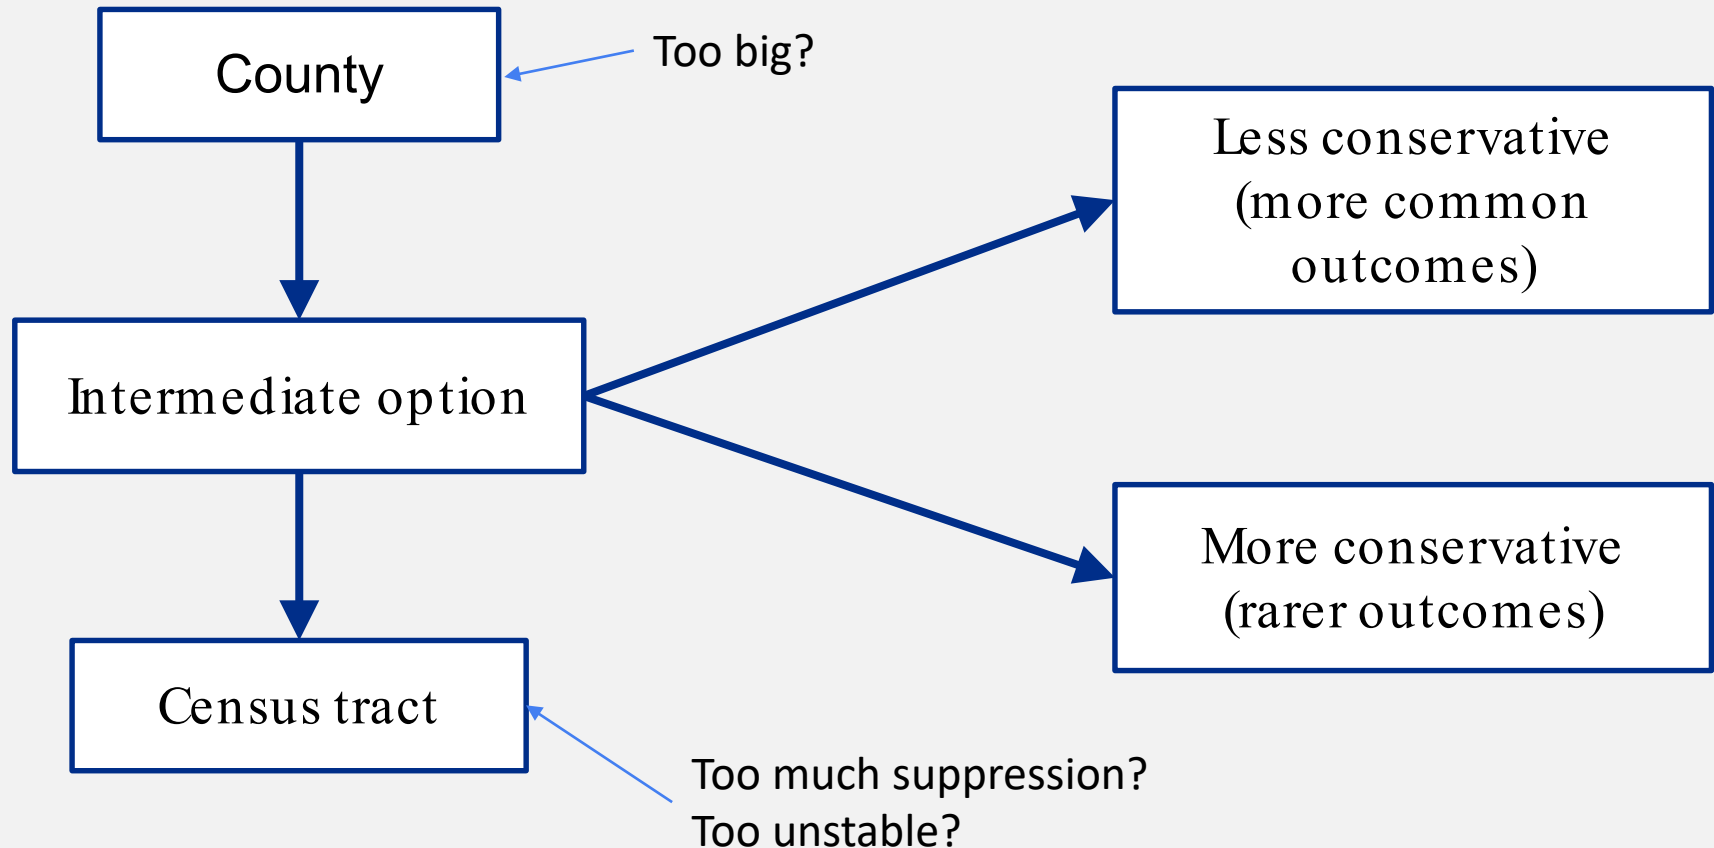 County
Too big?
Less conservative
(more common
outcomes)
Intermediate option
More conservative
(rarer outcomes)
Census tract
Too much suppression?
Too unstable?